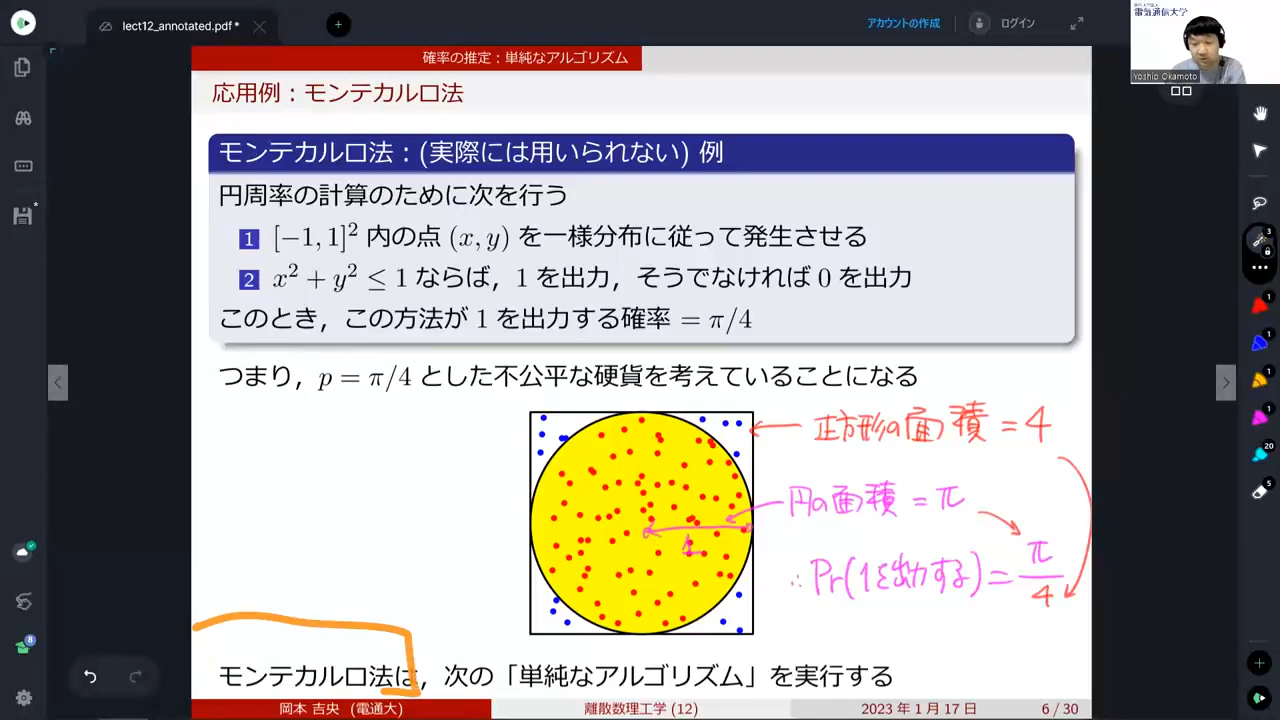 lect12_annotated.pdf *
アカウントの作成
ログイン
電気通信大学
Yoshio Okamoto
確率の推定：単純なアルゴリズム
応用例：モンテカルロ法
モンテカルロ法：(実際には用いられない) 例
円周率の計算のために次を行う
1 [−1, 1]² 内の点 (x, y) を一様分布に従って発生させる
2 x² + y² ≤ 1 ならば，1 を出力，そうでなければ 0 を出力
このとき，この方法が 1 を出力する確率 = π/4
つまり，p = π/4 とした不公平な硬貨を考えていることになる
正方形の面積 = 4
円の面積 = π
1
∴ Pr(1を出力する) = π/4
モンテカルロ法は，次の「単純なアルゴリズム」を実行する
岡本 吉央 (電通大)
離散数理工学 (12)
2023 年 1 月 17 日
6 / 30
3
1
1
1
1
20
5
8